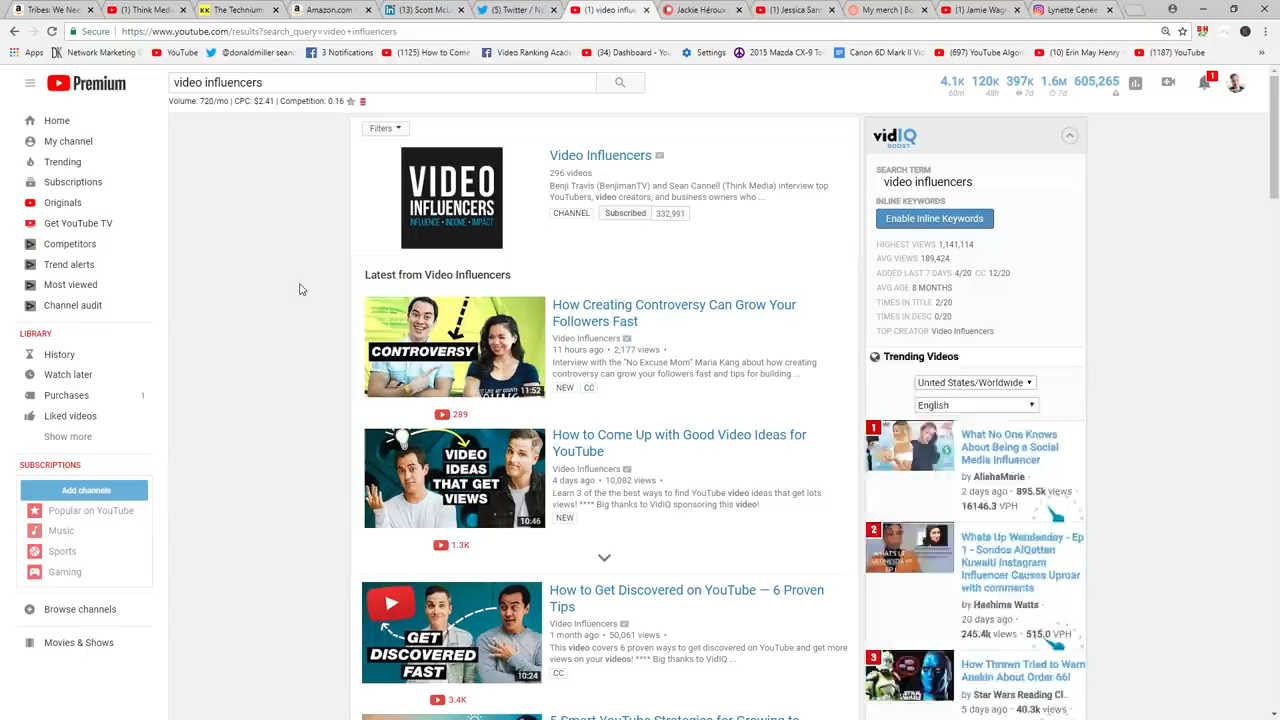 Tribes: We Nee
(1) Think Medi
The Technium
Amazon.com
(13) Scott McL
(5) Twitter / No
(1) video influe
Jackie Hérou
(1) Jessica San
My merch | Bo
(1) Jamie Wag
Lynette Cené
Secure | https://www.youtube.com/results?search_query=video+influencers
Apps
Network Marketing
YouTube
@donaldmiller seas
3 Notifications
(1125) How to Come
Video Ranking Acade
(34) Dashboard - You
Settings
2015 Mazda CX-9 To
Canon 6D Mark II Vi
(697) YouTube Algor
(10) Erin May Henry
(1187) YouTube
Premium
video influencers
4.1K 120K 397K 1.6M 605,265
60m 48h 7d 7d
1
Volume: 720/mo | CPC: $2.41 | Competition: 0.16
Home
My channel
Trending
Subscriptions
Originals
Get YouTube TV
Competitors
Trend alerts
Most viewed
Channel audit
LIBRARY
History
Watch later
Purchases 1
Liked videos
Show more
SUBSCRIPTIONS
Add channels
Popular on YouTube
Music
Sports
Gaming
Browse channels
Movies & Shows
Filters
VIDEO
INFLUENCERS
INFLUENCE • INCOME • IMPACT
Video Influencers
296 videos
Benji Travis (BenjimanTV) and Sean Cannell (Think Media) interview top
YouTubers, video creators, and business owners who ...
CHANNEL Subscribed 332,991
Latest from Video Influencers
CONTROVERSY
11:52
289
How Creating Controversy Can Grow Your
Followers Fast
Video Influencers
11 hours ago • 2,177 views •
Interview with the "No Excuse Mom" Maria Kang about how creating
controversy can grow your followers fast and tips for building ...
NEW CC
VIDEO
IDEAS
THAT GET
VIEWS
10:46
1.3K
How to Come Up with Good Video Ideas for
YouTube
Video Influencers
4 days ago • 10,082 views •
Learn 3 of the best ways to find YouTube video ideas that get lots
views! **** Big thanks to VidIQ sponsoring this video!
NEW
GET
DISCOVERED
FAST
10:24
3.4K
How to Get Discovered on YouTube — 6 Proven
Tips
Video Influencers
1 month ago • 50,061 views •
This video covers 6 proven ways to get discovered on YouTube and get more
views on your videos! **** Big thanks to VidIQ ...
CC
5 Smart YouTube Strategies for Growing to
vidIQ
BOOST
SEARCH TERM
video influencers
INLINE KEYWORDS
Enable Inline Keywords
HIGHEST VIEWS 1,141,114
AVG VIEWS 189,424
ADDED LAST 7 DAYS 4/20 CC 12/20
AVG AGE 8 MONTHS
TIMES IN TITLE 2/20
TIMES IN DESC 0/20
TOP CREATOR Video Influencers
Trending Videos
United States/Worldwide
English
1
What No One Knows
About Being a Social
Media Influencer
by AlishaMarie
2 days ago · 895.5k views
16146.3 VPH
2
Whats Up Wendesday - Ep
1 - Sondos AlQattan
Kuwaiti Instagram
Influencer Causes Uproar
with comments
by Hashima Watts
20 days ago
245.4k views · 515.0 VPH
3
How Thrawn Tried to Warn
Anakin About Order 66!
by Star Wars Reading Cl..
5 days ago · 40.3k views